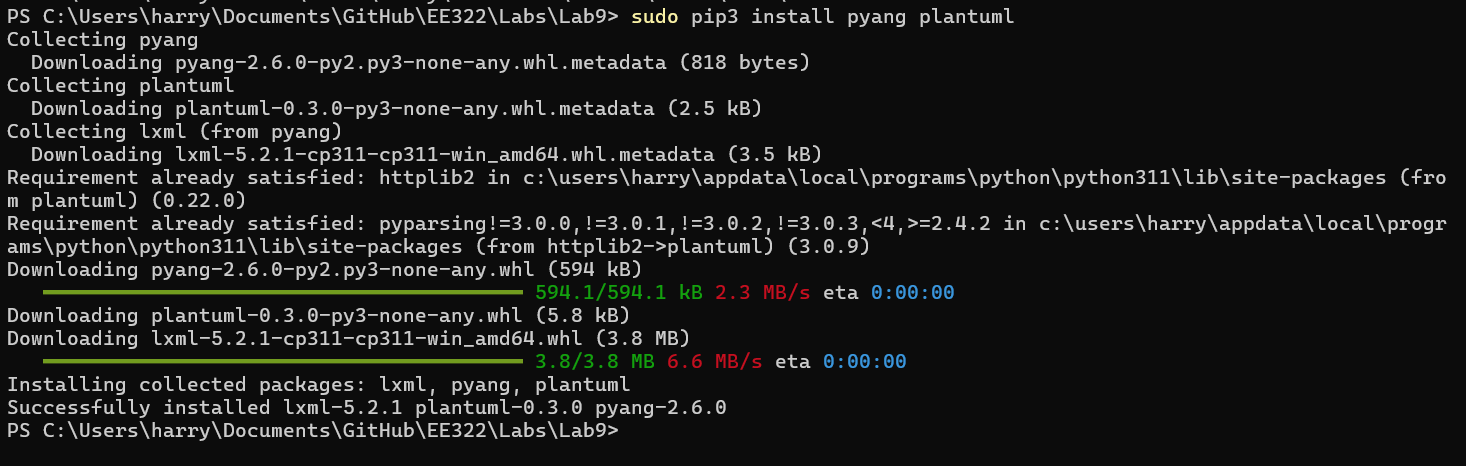 PS C:\Users\harry\Documents\GitHub\EE322\Labs\Lab9> sudo pip3 install pyang plantuml
Collecting pyang
  Downloading pyang-2.6.0-py2.py3-none-any.whl.metadata (818 bytes)
Collecting plantuml
  Downloading plantuml-0.3.0-py3-none-any.whl.metadata (2.5 kB)
Collecting lxml (from pyang)
  Downloading lxml-5.2.1-cp311-cp311-win_amd64.whl.metadata (3.5 kB)
Requirement already satisfied: httplib2 in c:\users\harry\appdata\local\programs\python\python311\lib\site-packages (fro
m plantuml) (0.22.0)
Requirement already satisfied: pyparsing!=3.0.0,!=3.0.1,!=3.0.2,!=3.0.3,<4,>=2.4.2 in c:\users\harry\appdata\local\progr
ams\python\python311\lib\site-packages (from httplib2->plantuml) (3.0.9)
Downloading pyang-2.6.0-py2.py3-none-any.whl (594 kB)
594.1/594.1 kB 2.3 MB/s eta 0:00:00
Downloading plantuml-0.3.0-py3-none-any.whl (5.8 kB)
Downloading lxml-5.2.1-cp311-cp311-win_amd64.whl (3.8 MB)
3.8/3.8 MB 6.6 MB/s eta 0:00:00
Installing collected packages: lxml, pyang, plantuml
Successfully installed lxml-5.2.1 plantuml-0.3.0 pyang-2.6.0
PS C:\Users\harry\Documents\GitHub\EE322\Labs\Lab9>